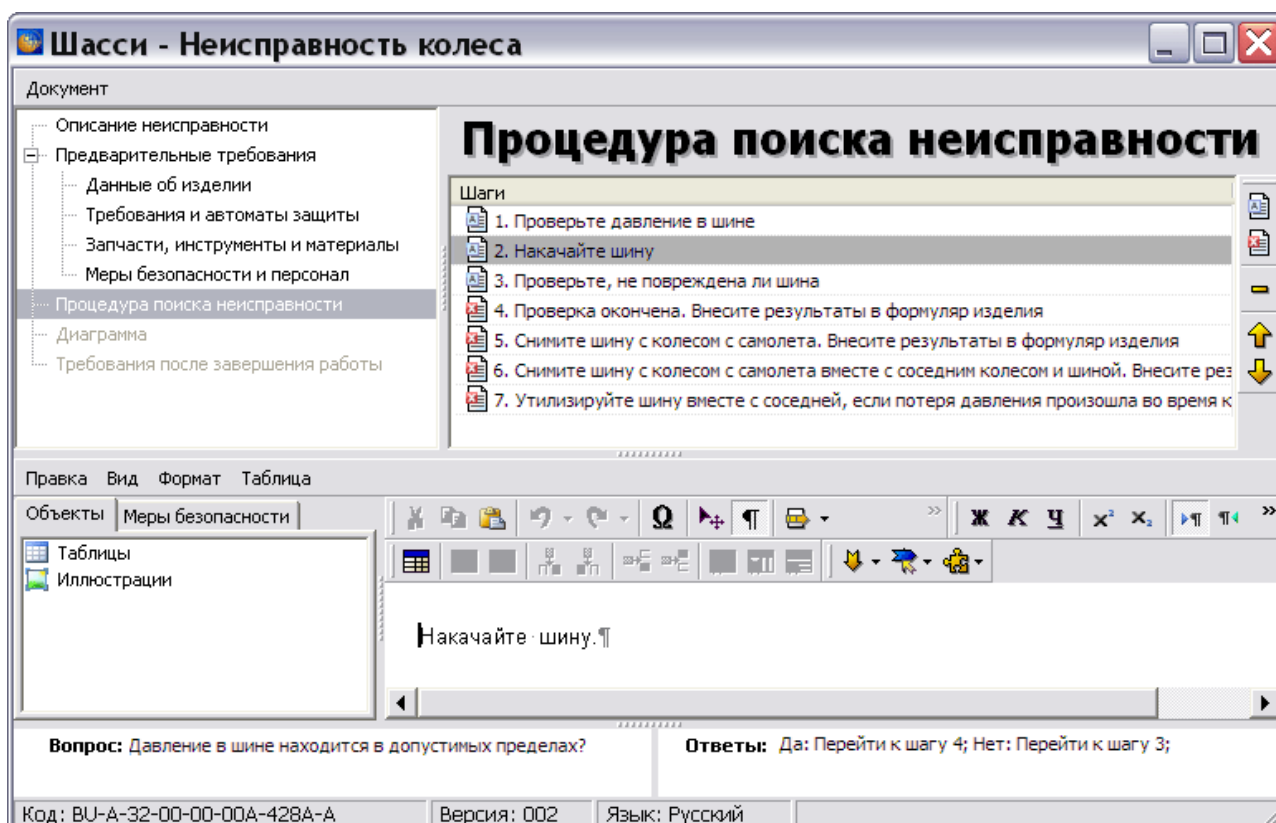 Шасси - Неисправность колеса
Документ
Описание неисправности
Предварительные требования
Данные об изделии
Требования и автоматы защиты
Запчасти, инструменты и материалы
Меры безопасности и персонал
Процедура поиска неисправности
Диаграмма
Требования после завершения работы
Процедура поиска неисправности
Шаги
1. Проверьте давление в шине
2. Накачайте шину
3. Проверьте, не повреждена ли шина
4. Проверка окончена. Внесите результаты в формуляр изделия
5. Снимите шину с колесом с самолета. Внесите результаты в формуляр изделия
6. Снимите шину с колесом с самолета вместе с соседним колесом и шиной. Внесите рез
7. Утилизируйте шину вместе с соседней, если потеря давления произошла во время к
Правка Вид Формат Таблица
Объекты Меры безопасности
Таблицы
Иллюстрации
Ω ¶ » Ж К Ч x² x₂ ¶ ¶ »
Накачайте·шину.¶
Вопрос: Давление в шине находится в допустимых пределах?
Ответы: Да: Перейти к шагу 4; Нет: Перейти к шагу 3;
Код: BU-A-32-00-00-00A-428A-A Версия: 002 Язык: Русский